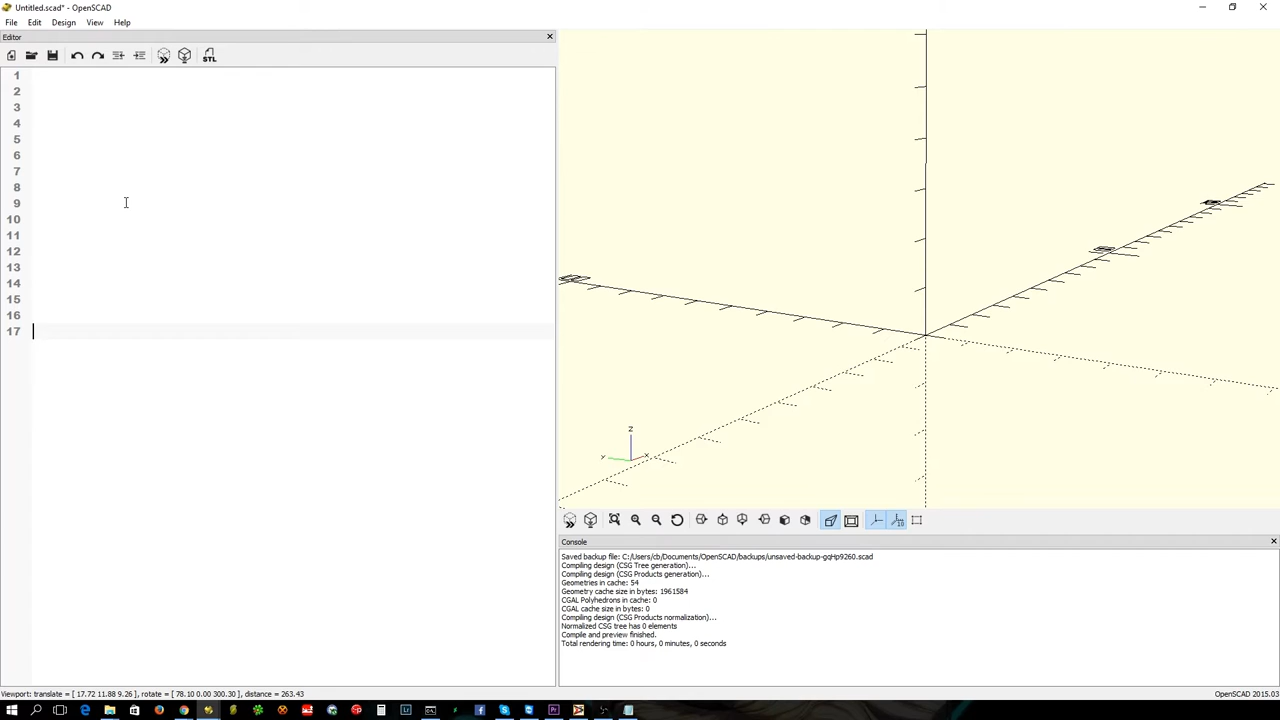 Untitled.scad* - OpenSCAD
File Edit Design View Help
Editor
STL
1
2
3
4
5
6
7
8
9
10
11
12
13
14
15
16
17
Z
Y
X
10
Console
Saved backup file: C:/Users/cb/Documents/OpenSCAD/backups/unsaved-backup-gqHp9260.scad
Compiling design (CSG Tree generation)...
Compiling design (CSG Products generation)...
Geometries in cache: 54
Geometry cache size in bytes: 1961584
CGAL Polyhedrons in cache: 0
CGAL cache size in bytes: 0
Compiling design (CSG Products normalization)...
Normalized CSG tree has 0 elements
Compile and preview finished.
Total rendering time: 0 hours, 0 minutes, 0 seconds
Viewport: translate = [ 17.72 11.88 9.26 ], rotate = [ 78.10 0.00 300.30 ], distance = 263.43
OpenSCAD 2015.03